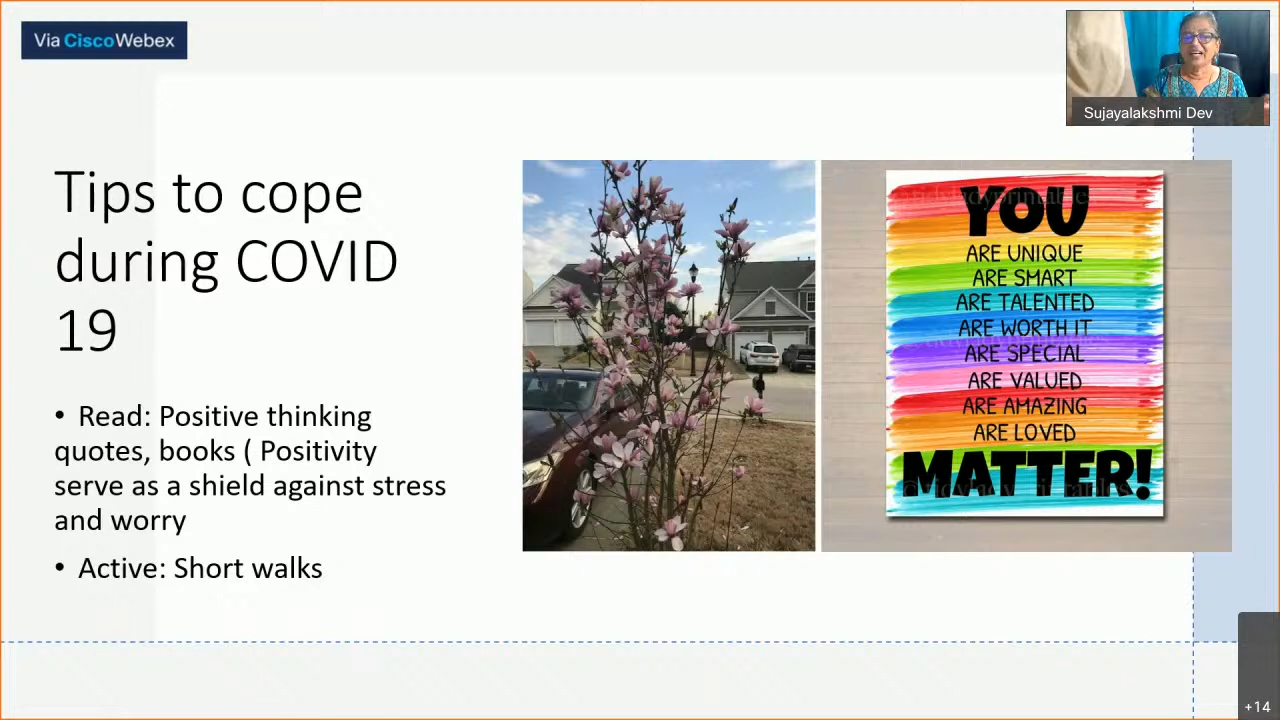 Via CiscoWebex
Sujayalakshmi Dev
Tips to cope
during COVID
19
• Read: Positive thinking
quotes, books ( Positivity
serve as a shield against stress
and worry
• Active: Short walks
YOU
ARE UNIQUE
ARE SMART
ARE TALENTED
ARE WORTH IT
ARE SPECIAL
ARE VALUED
ARE AMAZING
ARE LOVED
MATTER!
+14